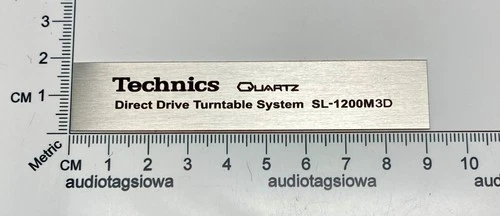 3
2
CM 1
Technics QUARTZ
Direct Drive Turntable System SL-1200M3D
Metric
CM 1 2 3 4 5 6 7 8 9 10
audiotagsiowa audiotagsiowa aud